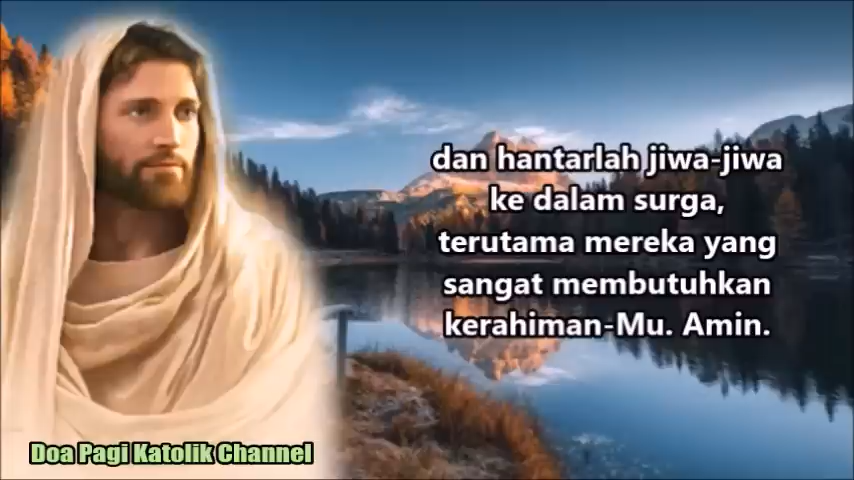 dan hantarlah jiwa-jiwa
ke dalam surga,
terutama mereka yang
sangat membutuhkan
kerahiman-Mu. Amin.
Doa Pagi Katolik Channel